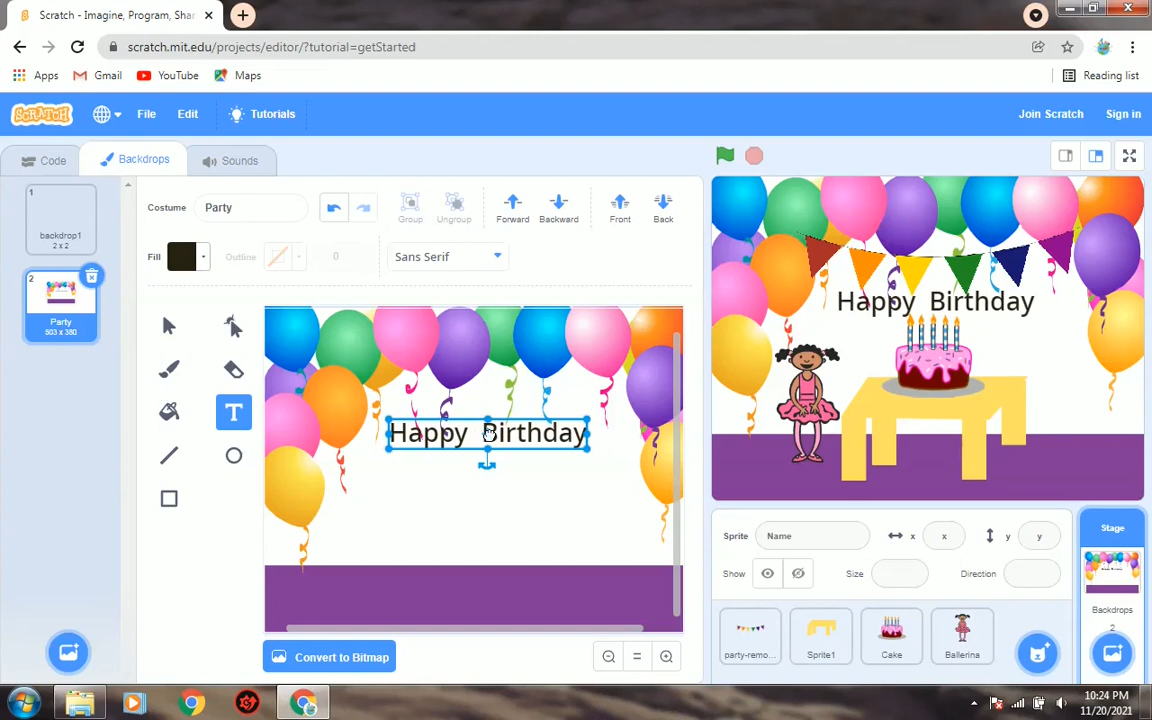 Scratch - Imagine, Program, Shar
scratch.mit.edu/projects/editor/?tutorial=getStarted
Apps Gmail YouTube Maps Reading list
SCRATCH File Edit Tutorials Join Scratch Sign in
Code Backdrops Sounds
1
backdrop1
2 x 2
2
Party
503 x 380
Costume Party Group Ungroup Forward Backward Front Back
Fill Outline 0 Sans Serif
T
Happy Birthday
Convert to Bitmap
Happy Birthday
Sprite Name x x y y
Show Size Direction
party-remo... Sprite1 Cake Ballerina
Stage
Backdrops
2
10:24 PM
11/20/2021